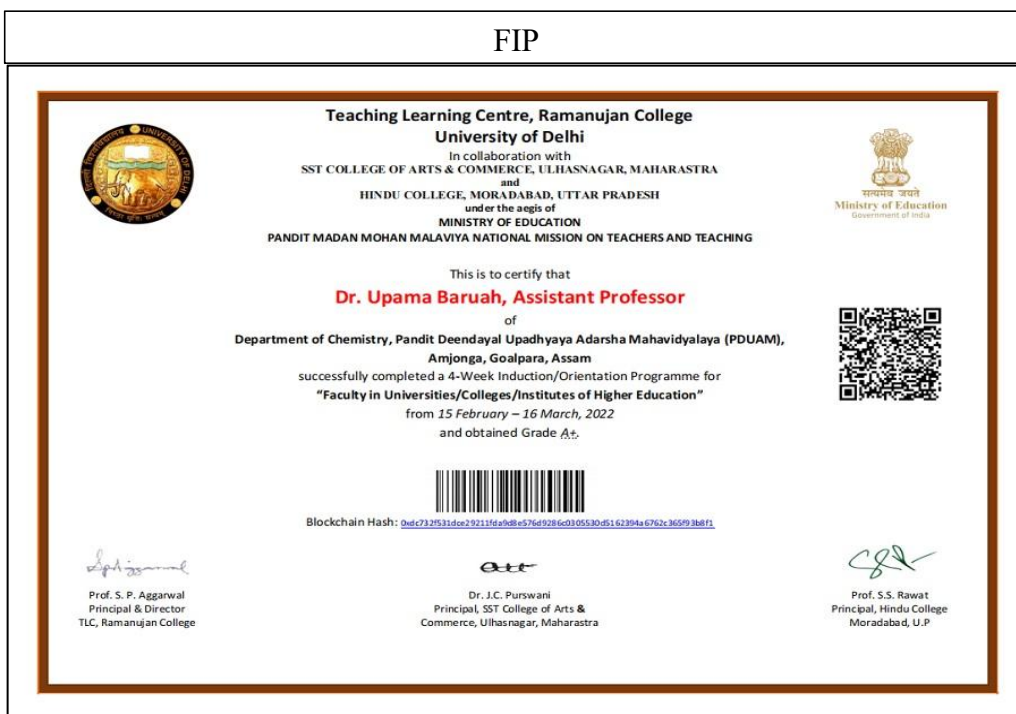 FIP
Teaching Learning Centre, Ramanujan College
University of Delhi
In collaboration with
SST COLLEGE OF ARTS & COMMERCE, ULHASNAGAR, MAHARASTRA
and
HINDU COLLEGE, MORADABAD, UTTAR PRADESH
under the aegis of
MINISTRY OF EDUCATION
PANDIT MADAN MOHAN MALAVIYA NATIONAL MISSION ON TEACHERS AND TEACHING
सत्यमेव जयते
Ministry of Education
Government of India
This is to certify that
Dr. Upama Baruah, Assistant Professor
of
Department of Chemistry, Pandit Deendayal Upadhyaya Adarsha Mahavidyalaya (PDUAM),
Amjonga, Goalpara, Assam
successfully completed a 4-Week Induction/Orientation Programme for
“Faculty in Universities/Colleges/Institutes of Higher Education”
from 15 February – 16 March, 2022
and obtained Grade A+.
Blockchain Hash:
Prof. S. P. Aggarwal
Principal & Director
TLC, Ramanujan College
Dr. J.C. Purswani
Principal, SST College of Arts &
Commerce, Ulhasnagar, Maharastra
Prof. S.S. Rawat
Principal, Hindu College
Moradabad, U.P